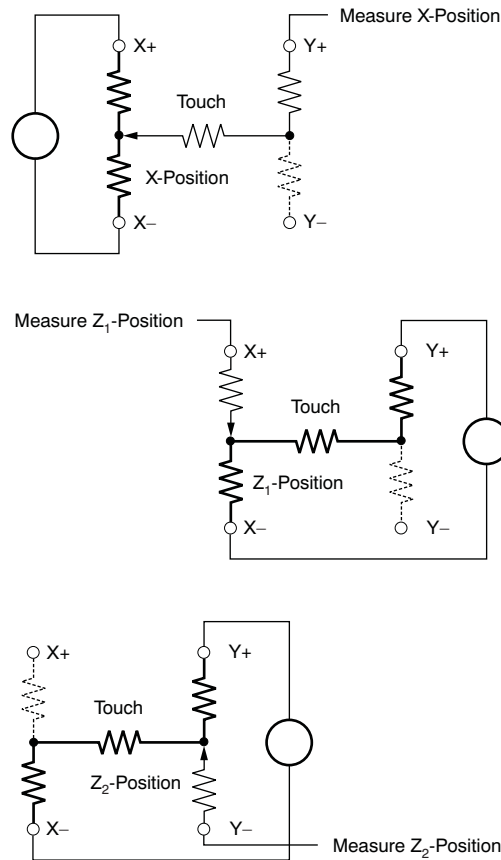 Measure X-Position
X+
Y+
Touch
X-Position
X−
Y−
Measure Z₁-Position
X+
Y+
Touch
Z₁-Position
X−
Y−
X+
Y+
Touch
Z₂-Position
X−
Y−
Measure Z₂-Position